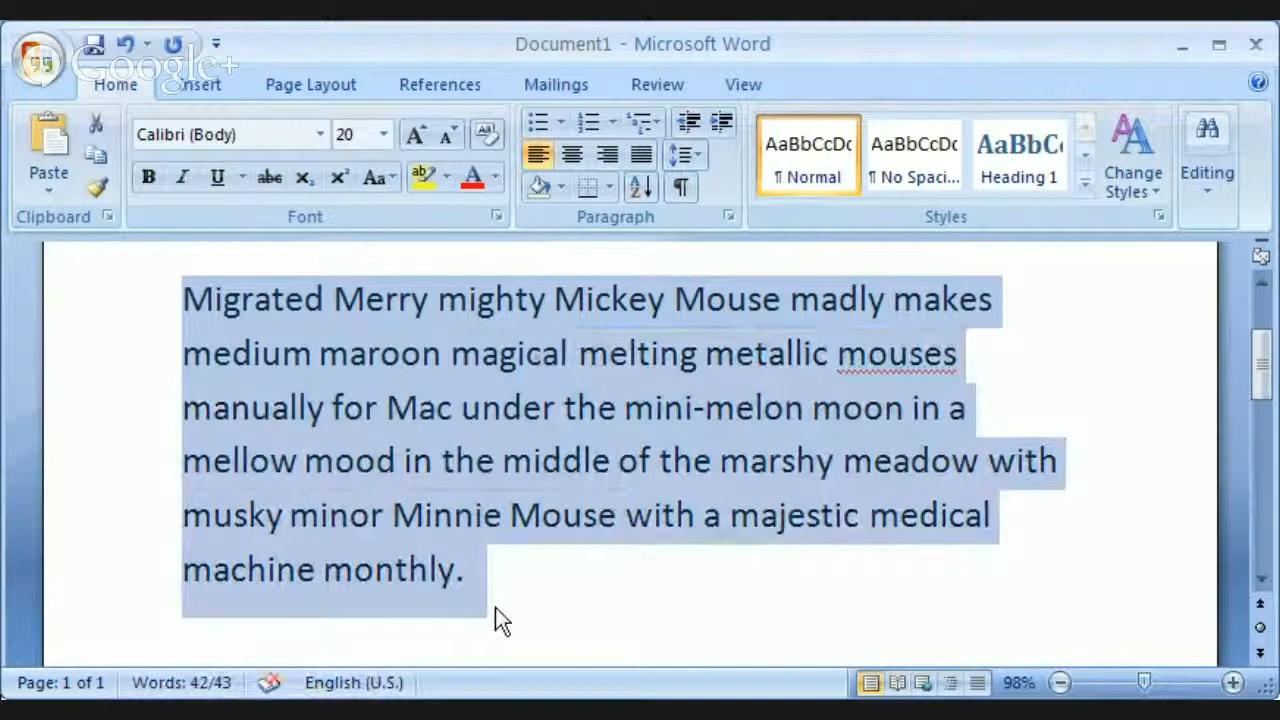 Document1 - Microsoft Word
Google+
Home Insert Page Layout References Mailings Review View
Paste
Clipboard
Calibri (Body) 20
Font
Paragraph
AaBbCcDc AaBbCcDc AaBbC
¶ Normal ¶ No Spaci... Heading 1
Change Styles
Styles
Editing
Migrated Merry mighty Mickey Mouse madly makes
medium maroon magical melting metallic mouses
manually for Mac under the mini-melon moon in a
mellow mood in the middle of the marshy meadow with
musky minor Minnie Mouse with a majestic medical
machine monthly.
Page: 1 of 1 Words: 42/43 English (U.S.) 98%